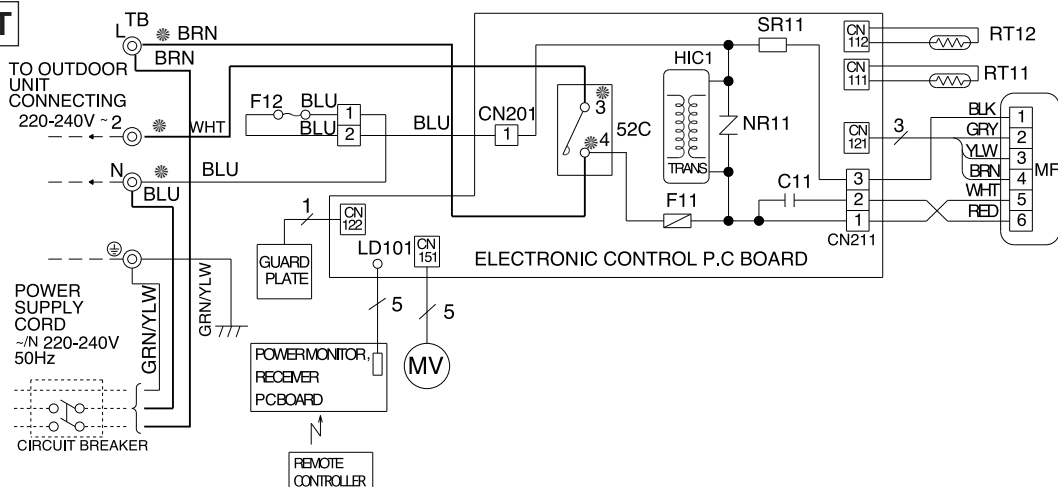 T
L TB
BRN
BRN
TO OUTDOOR
UNIT
CONNECTING
220-240V ~
2
WHT
N
BLU
BLU
F12
BLU
BLU
1
2
BLU
CN201
1
3
4
52C
HIC1
TRANS
SR11
NR11
F11
C11
3
2
1
CN211
CN
112
RT12
CN
111
RT11
CN
121
3
BLK
GRY
YLW
BRN
WHT
RED
1
2
3
4
5
6
MF
ELECTRONIC CONTROL P.C BOARD
1
CN
122
GUARD
PLATE
LD101
CN
151
5
5
MV
POWER MONITOR,
RECEIVER
P.C BOARD
REMOTE
CONTROLLER
GRN/YLW
GRN/YLW
POWER
SUPPLY
CORD
~/N 220-240V
50Hz
CIRCUIT BREAKER